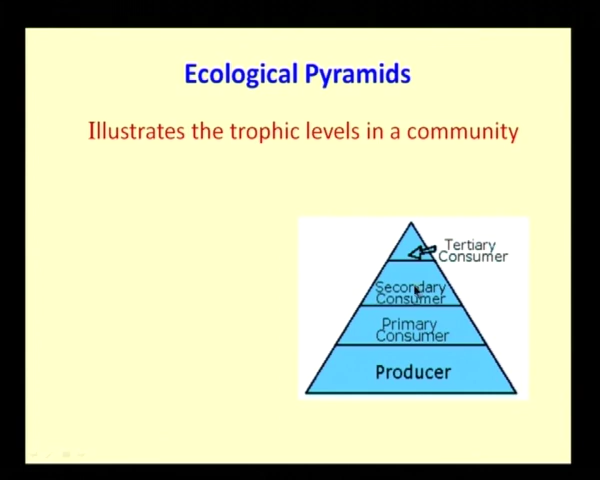 Ecological Pyramids
Illustrates the trophic levels in a community
Tertiary
Consumer
Secondary
Consumer
Primary
Consumer
Producer